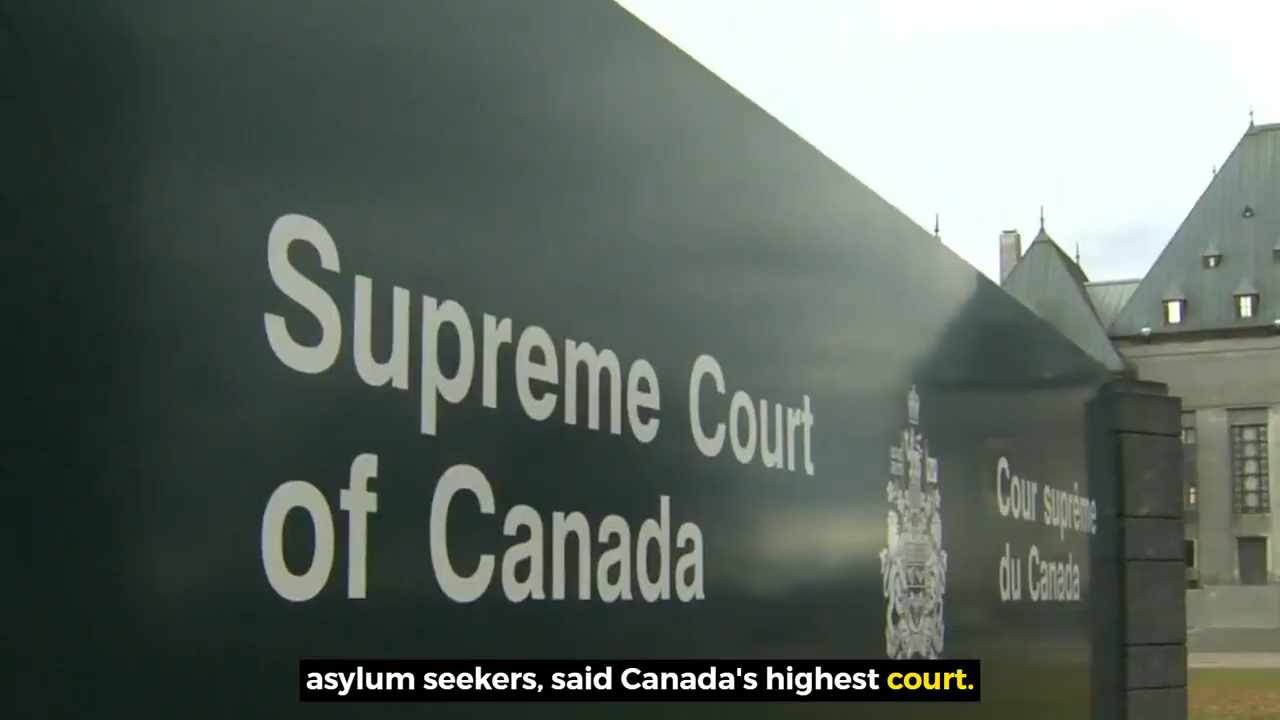 Supreme Court
of Canada
Cour suprême
du Canada
asylum seekers, said Canada's highest court.